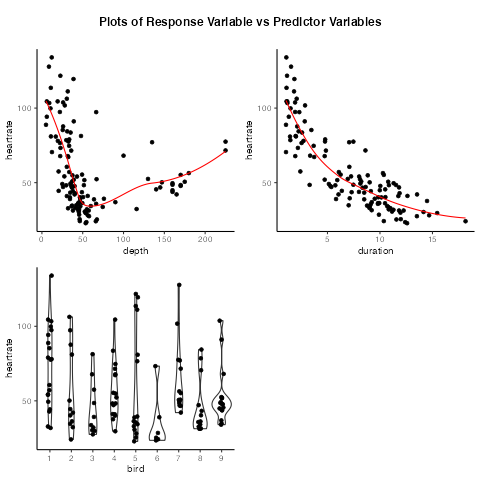 Plots of Response Variable vs Predictor Variables
heartrate
100
50
0 50 100 150 200
depth
heartrate
100
50
5 10 15
duration
heartrate
100
50
1 2 3 4 5 6 7 8 9
bird